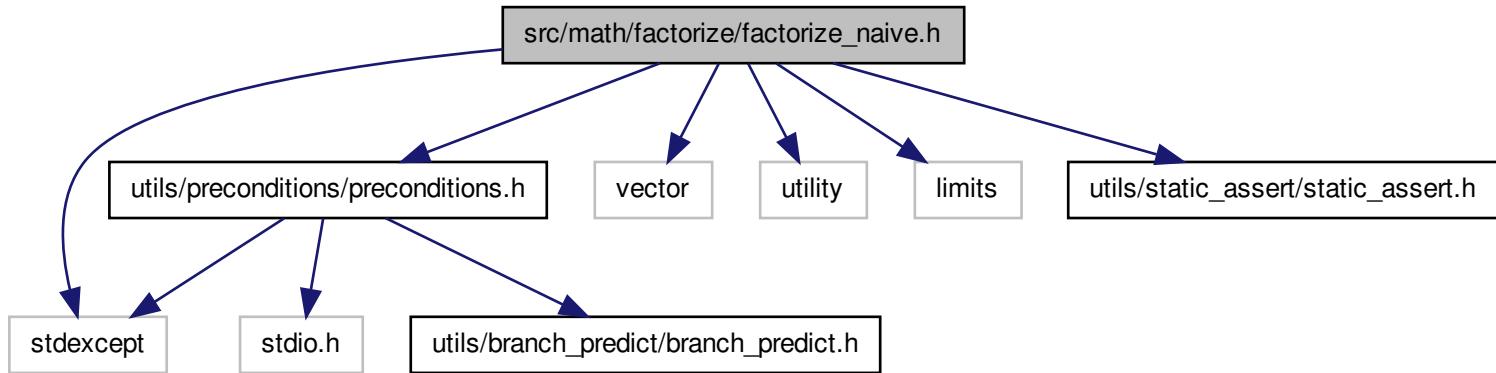 src/math/factorize/factorize_naive.h
utils/preconditions/preconditions.h
vector
utility
limits
utils/static_assert/static_assert.h
stdexcept
stdio.h
utils/branch_predict/branch_predict.h